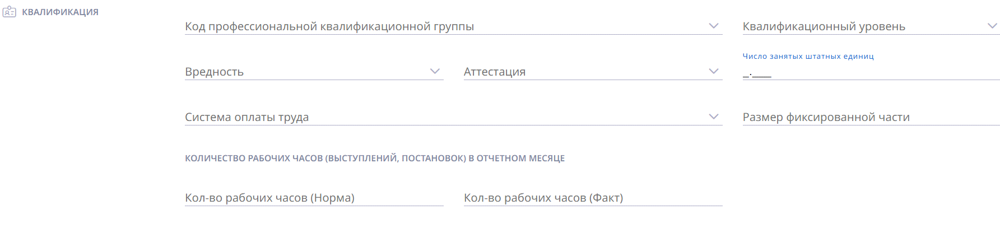 КВАЛИФИКАЦИЯ
Код профессиональной квалификационной группы
Квалификационный уровень
Число занятых штатных единиц
Вредность
Аттестация
_.___
Система оплаты труда
Размер фиксированной части
КОЛИЧЕСТВО РАБОЧИХ ЧАСОВ (ВЫСТУПЛЕНИЙ, ПОСТАНОВОК) В ОТЧЕТНОМ МЕСЯЦЕ
Кол-во рабочих часов (Норма)
Кол-во рабочих часов (Факт)